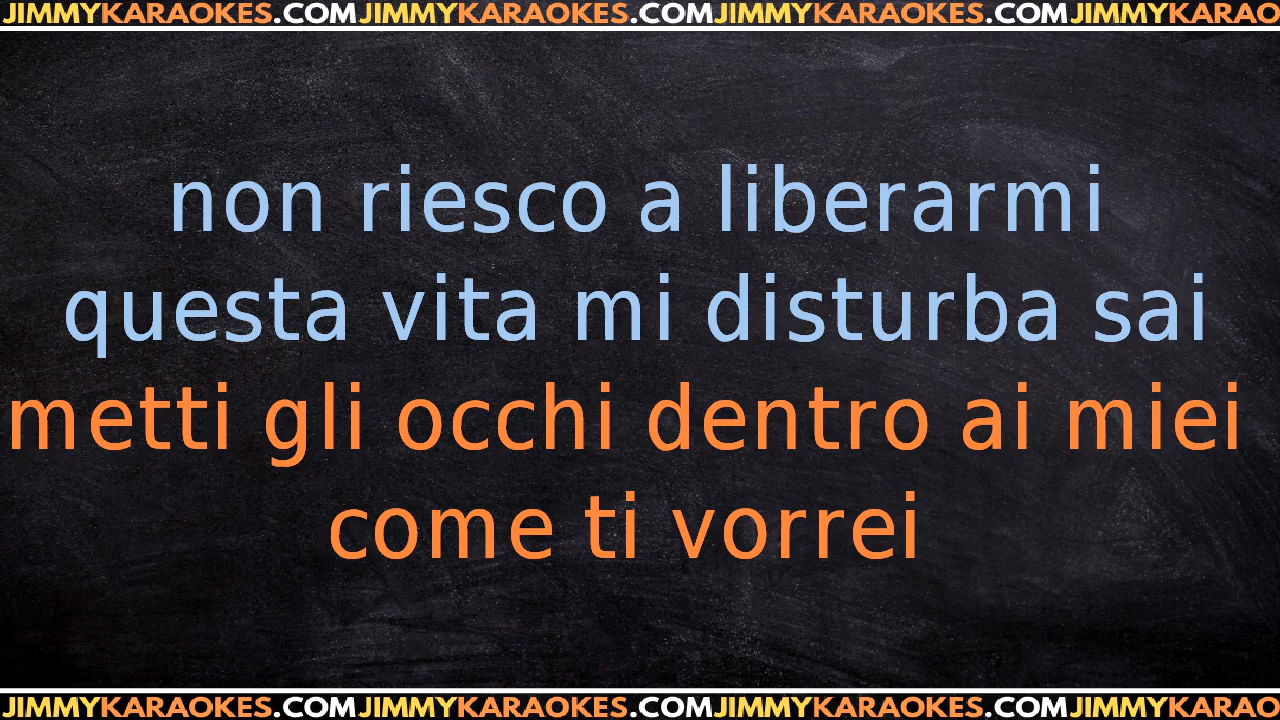 JIMMYKARAOKES.COMJIMMYKARAOKES.COMJIMMYKARAOKES.COMJIMMYKARAO
non riesco a liberarmi
questa vita mi disturba sai
metti gli occhi dentro ai miei
come ti vorrei
JIMMYKARAOKES.COMJIMMYKARAOKES.COMJIMMYKARAOKES.COMJIMMYKARAO